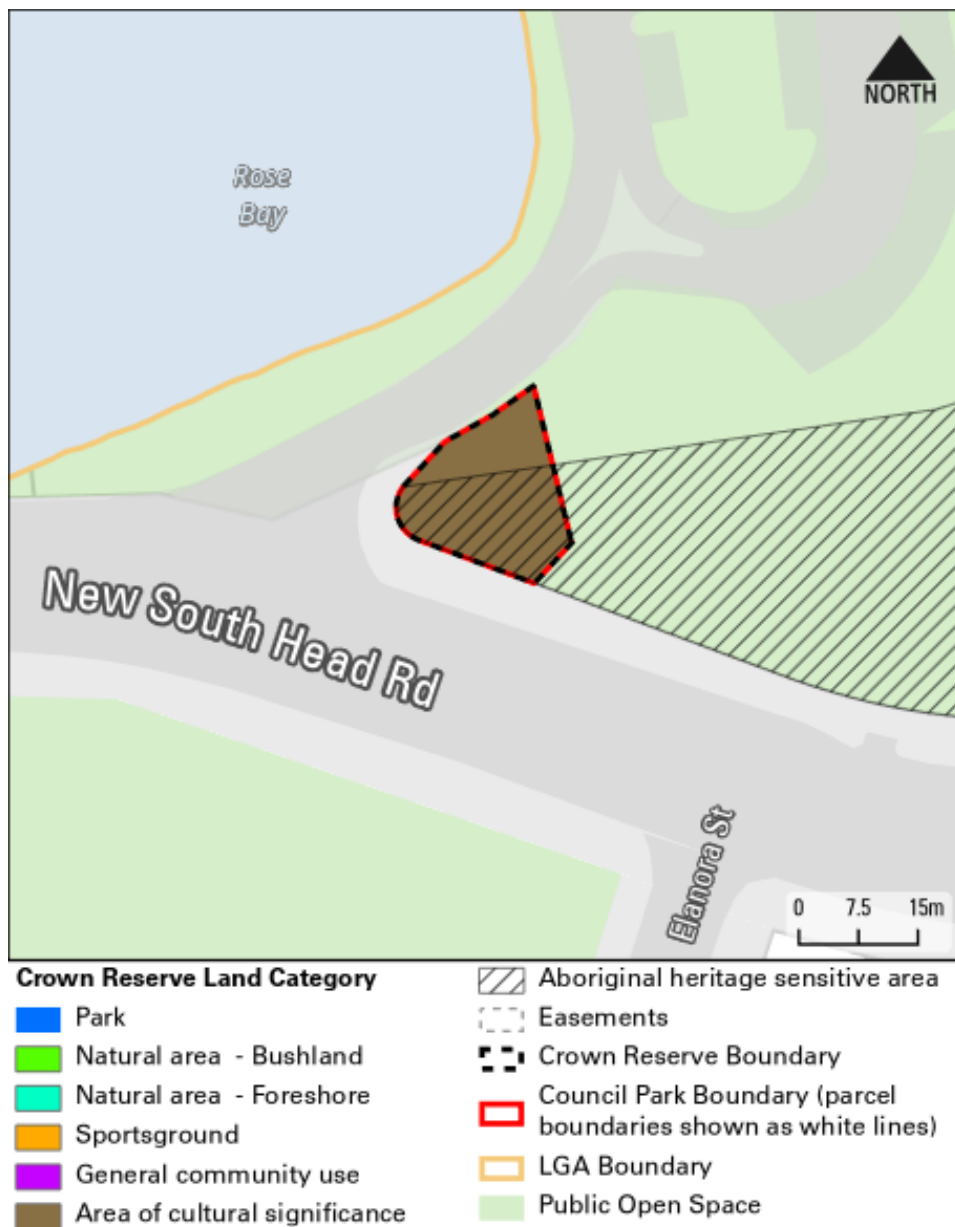 NORTH
Rose
Bay
New South Head Rd
Elanora St
0 7.5 15m
Crown Reserve Land Category
Park
Natural area - Bushland
Natural area - Foreshore
Sportsground
General community use
Area of cultural significance
Aboriginal heritage sensitive area
Easements
Crown Reserve Boundary
Council Park Boundary (parcel
boundaries shown as white lines)
LGA Boundary
Public Open Space